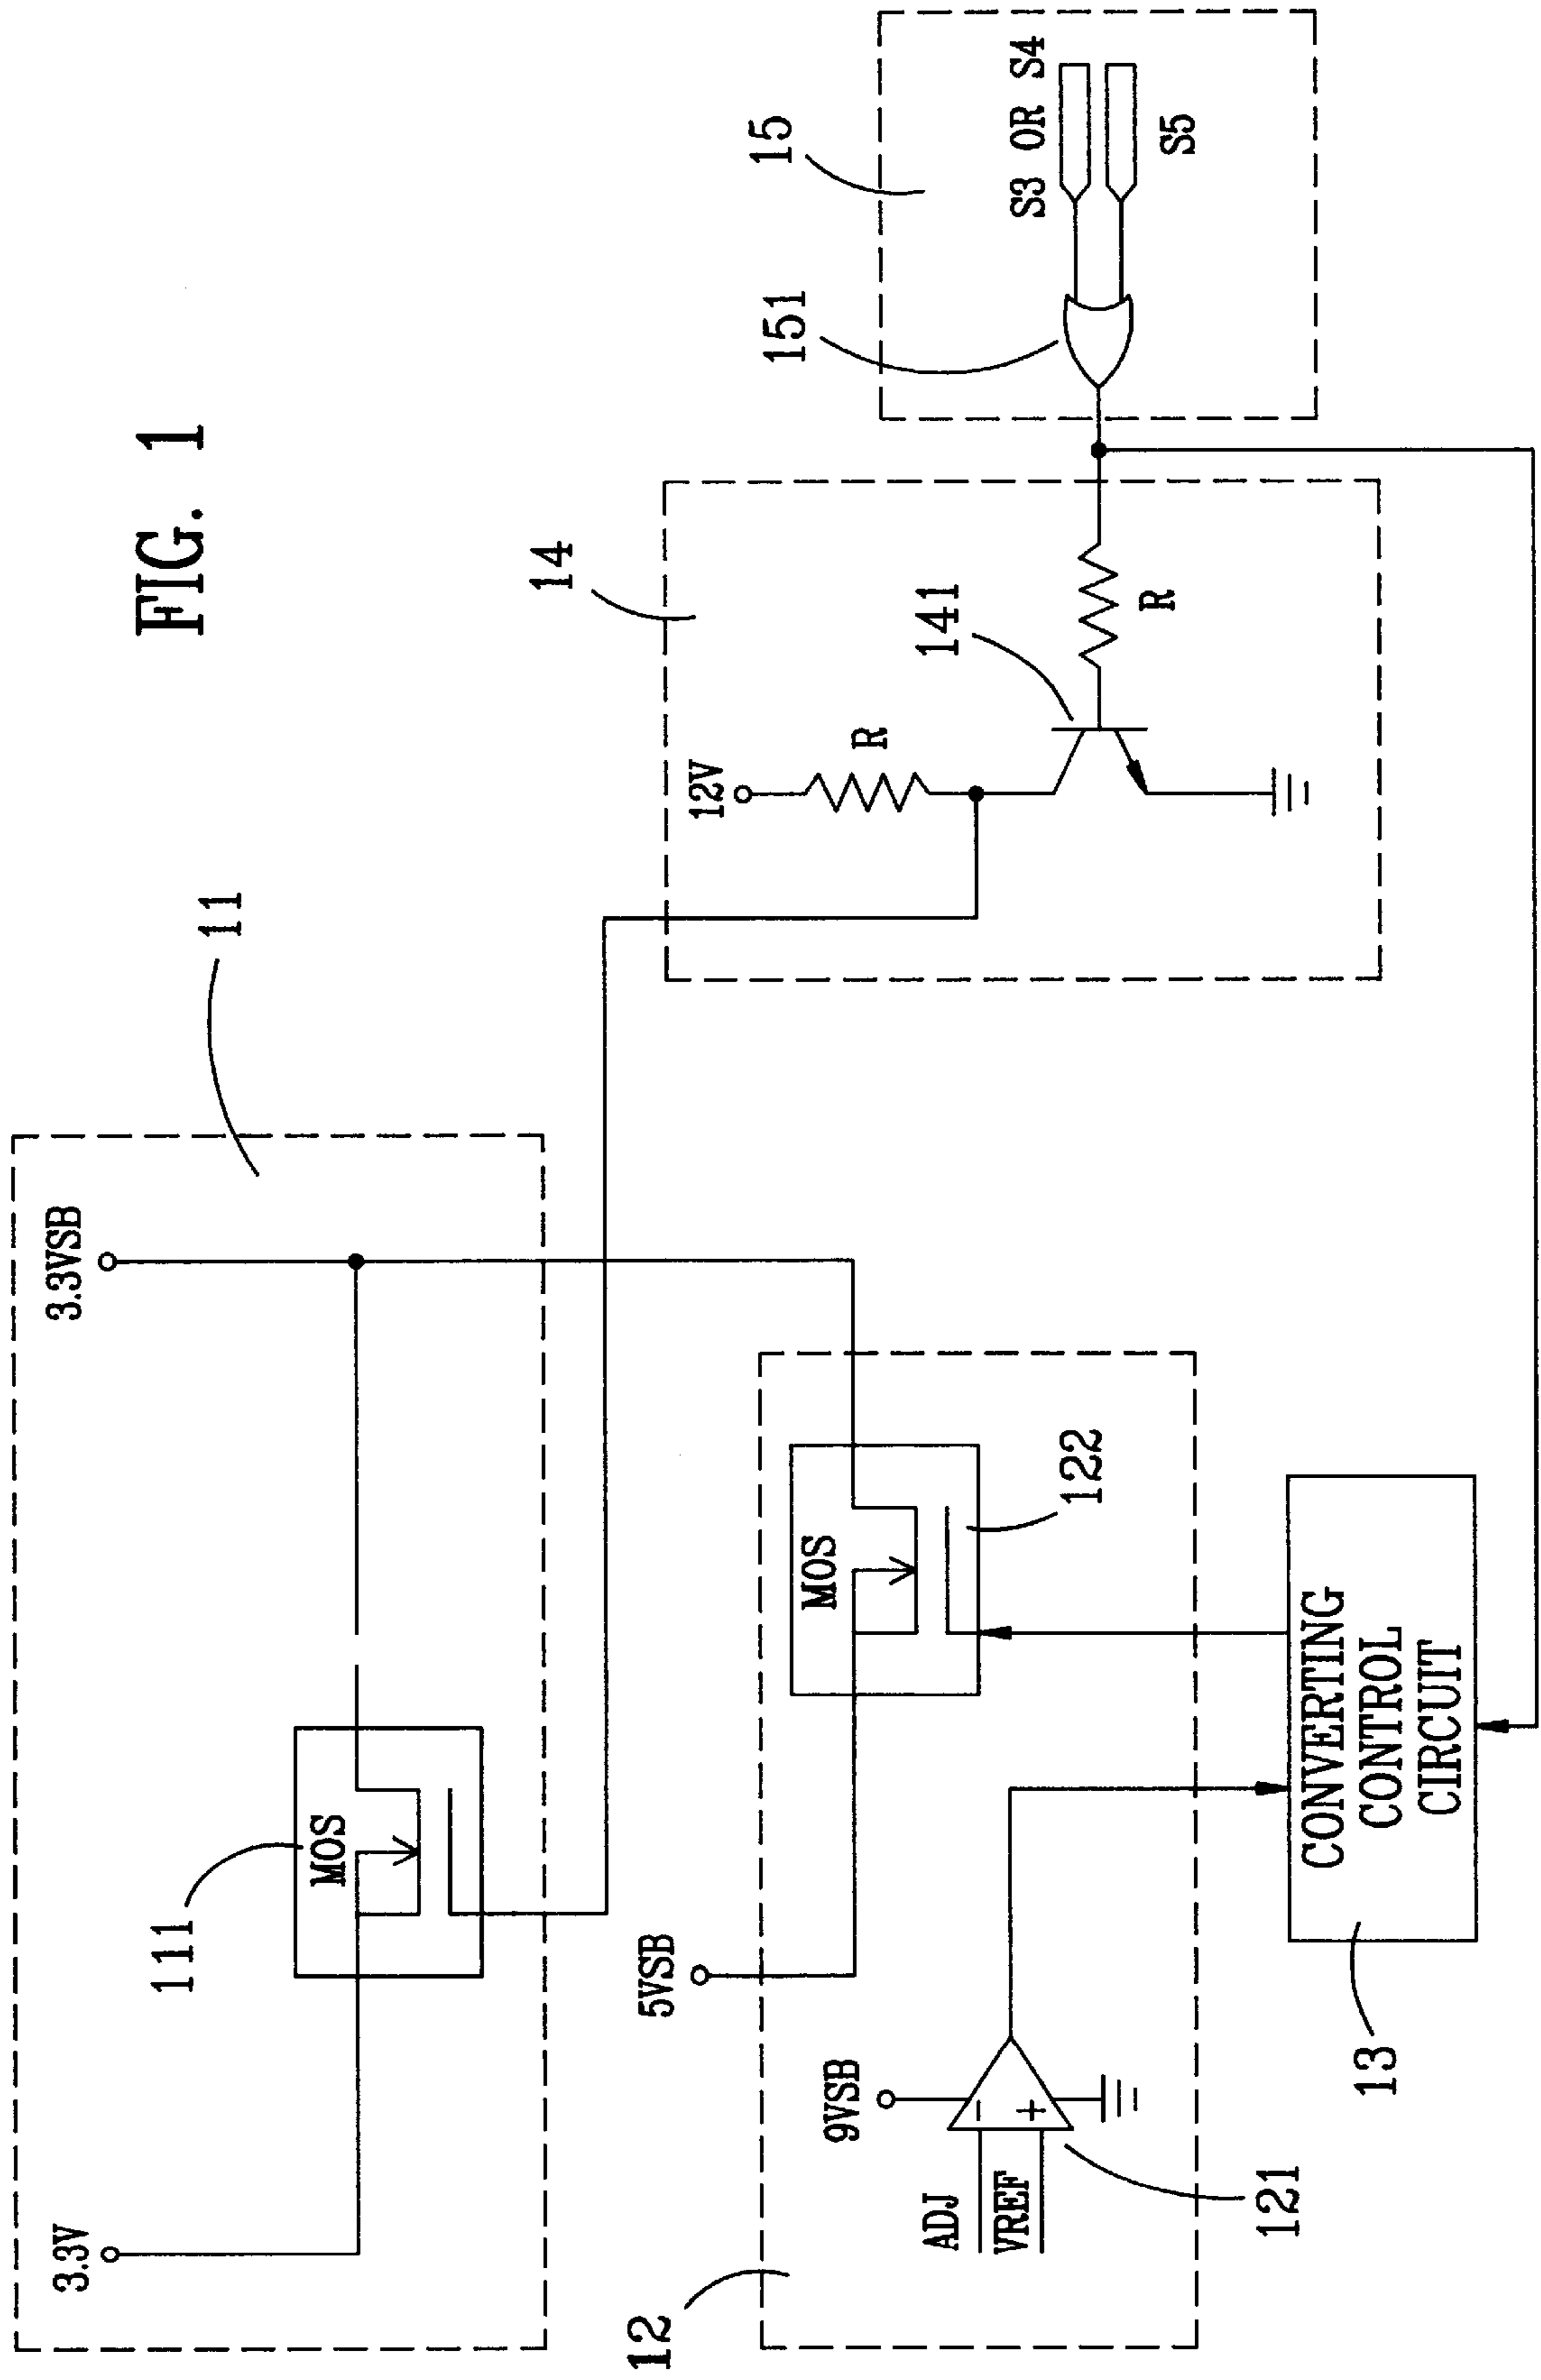 FIG. 1
11
3.3V
111
MOS
3.3VSB
14
15
12V
R
141
R
151
S3 OR S4
S5
12
9VSB
5VSB
ADJ
VREF
-
+
121
MOS
122
13
CONVERTING
CONTROL
CIRCUIT